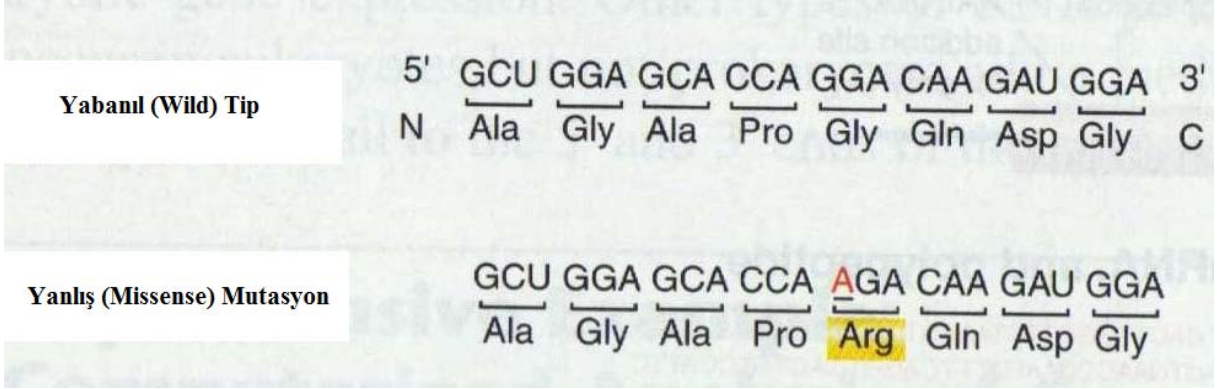 5' GCU GGA GCA CCA GGA CAA GAU GGA 3'
Yabanıl (Wild) Tip
N Ala Gly Ala Pro Gly Gln Asp Gly C
GCU GGA GCA CCA AGA CAA GAU GGA
Yanlış (Missense) Mutasyon
Ala Gly Ala Pro Arg Gln Asp Gly